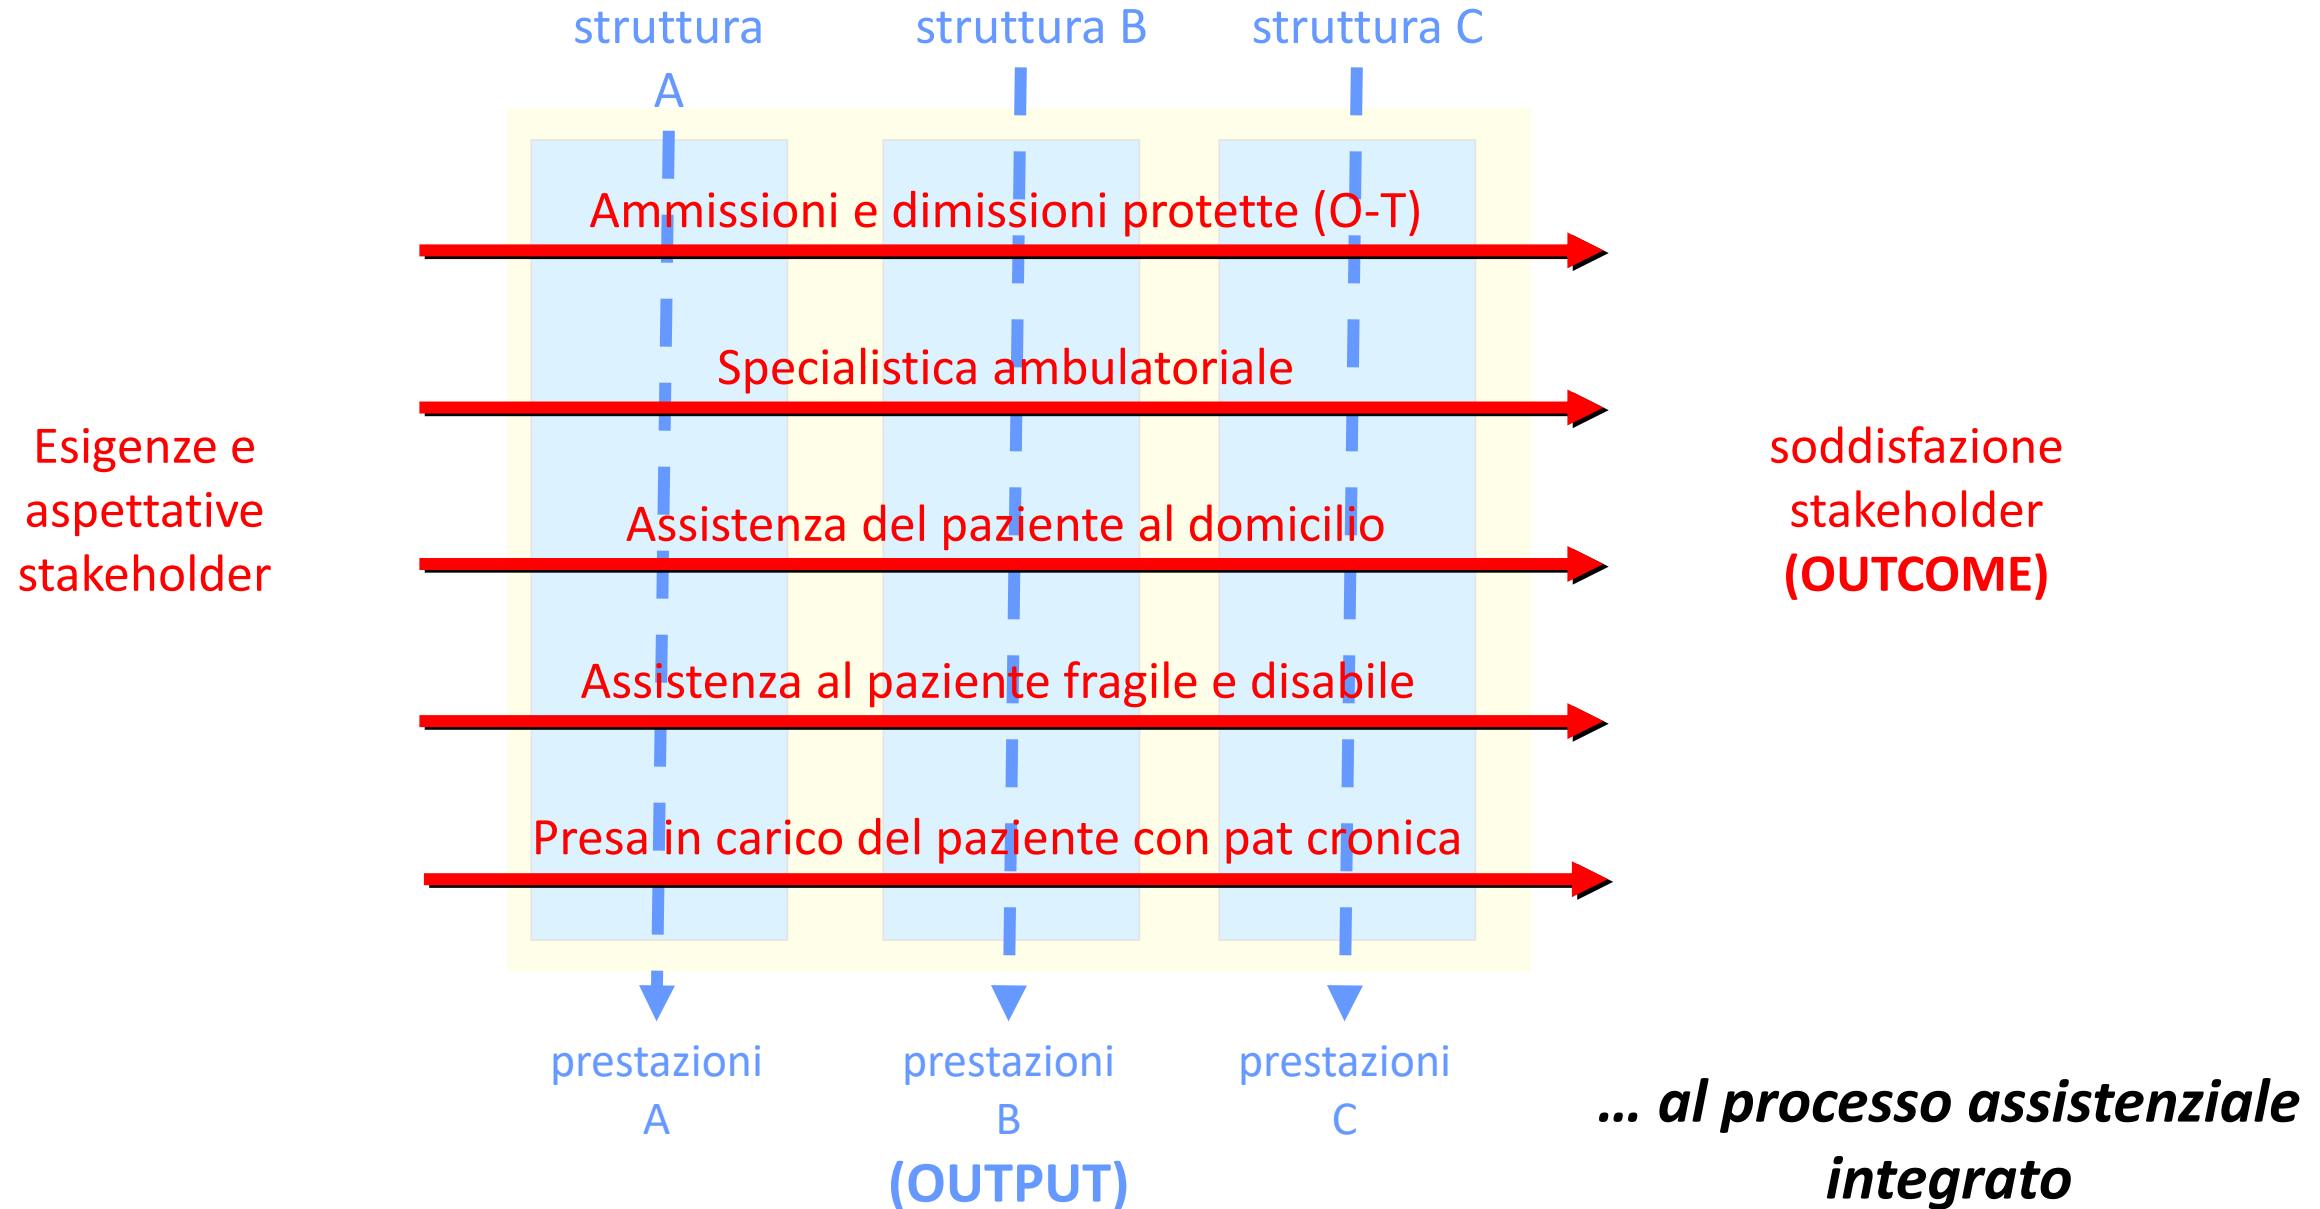 struttura
A
struttura B
struttura C
Ammissioni e dimissioni protette (O-T)
Specialistica ambulatoriale
Esigenze e
aspettative
stakeholder
Assistenza del paziente al domicilio
soddisfazione
stakeholder
(OUTCOME)
Assistenza al paziente fragile e disabile
Presa in carico del paziente con pat cronica
prestazioni
A
prestazioni
B
prestazioni
C
(OUTPUT)
... al processo assistenziale
integrato